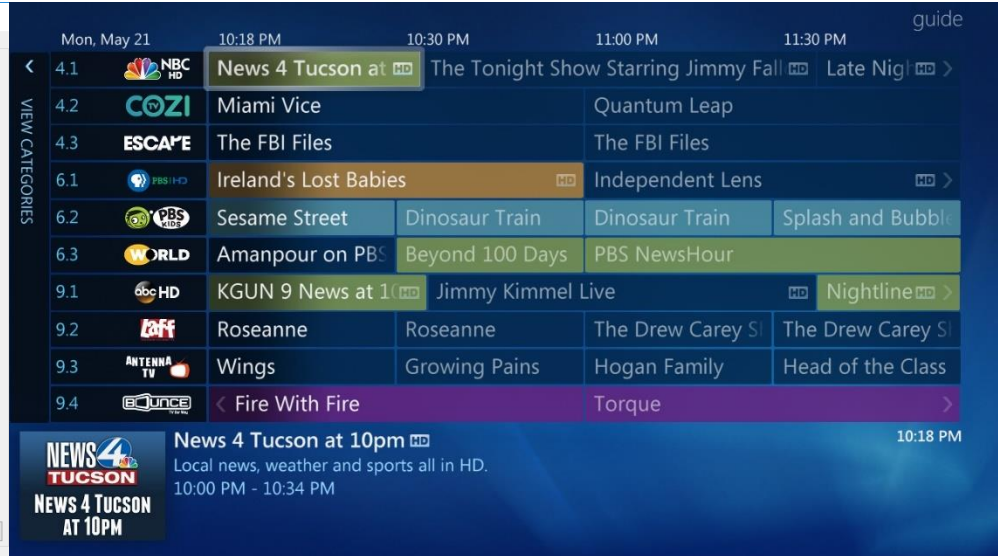 guide
Mon, May 21 10:18 PM 10:30 PM 11:00 PM 11:30 PM
4.1 NBC HD News 4 Tucson at HD The Tonight Show Starring Jimmy Fall HD Late Nigh HD
VIEW CATEGORIES
4.2 COZI TV Miami Vice Quantum Leap
4.3 ESCAPE The FBI Files The FBI Files
6.1 PBS HD Ireland's Lost Babies HD Independent Lens HD
6.2 PBS KIDS Sesame Street Dinosaur Train Dinosaur Train Splash and Bubble
6.3 WORLD Amanpour on PBS Beyond 100 Days PBS NewsHour
9.1 abc HD KGUN 9 News at 10 HD Jimmy Kimmel Live HD Nightline HD
9.2 Laff Roseanne Roseanne The Drew Carey S The Drew Carey S
9.3 ANTENNA TV Wings Growing Pains Hogan Family Head of the Class
9.4 BOUNCE Fire With Fire Torque
NEWS 4 TUCSON
NEWS 4 TUCSON
AT 10PM
News 4 Tucson at 10pm HD 10:18 PM
Local news, weather and sports all in HD.
10:00 PM - 10:34 PM